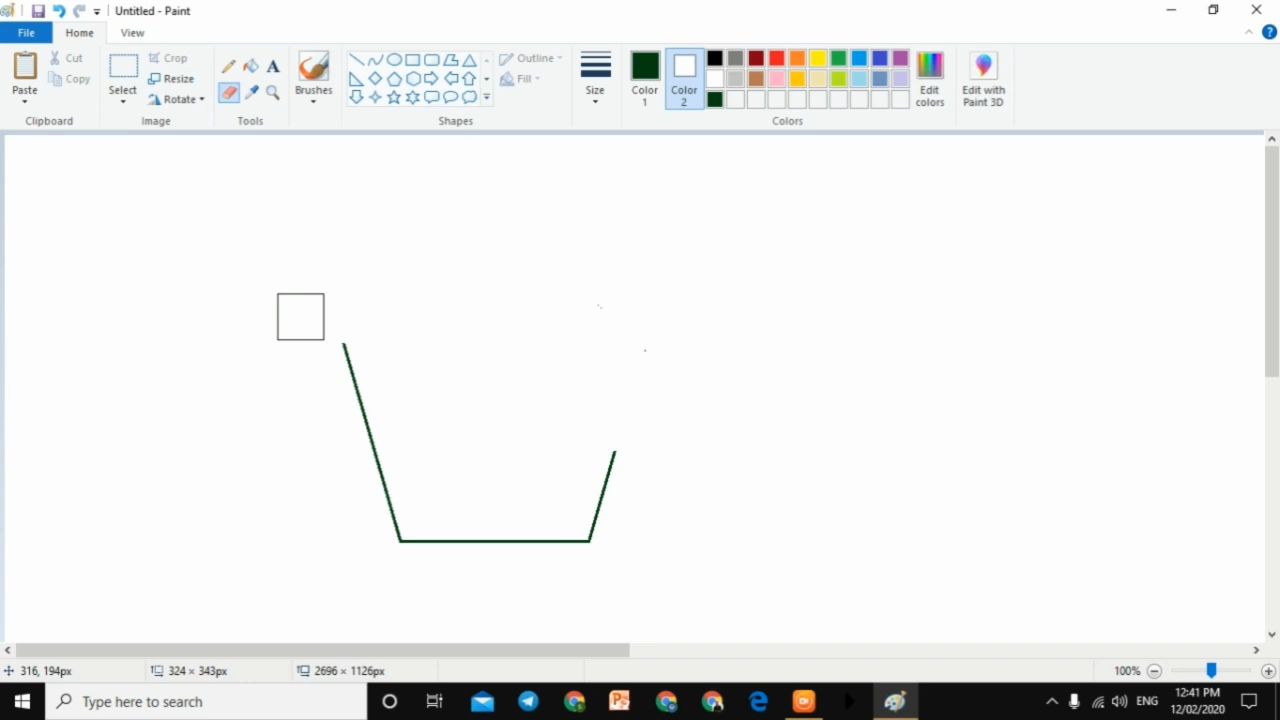 Untitled - Paint
File
Home
View
Paste
Cut
Copy
Clipboard
Select
Crop
Resize
Rotate
Image
A
Tools
Brushes
Outline
Fill
Shapes
Size
Color
1
Color
2
Edit
colors
Colors
Edit with
Paint 3D
316, 194px
324 × 343px
2696 × 1126px
100%
Type here to search
ENG
12:41 PM
12/02/2020